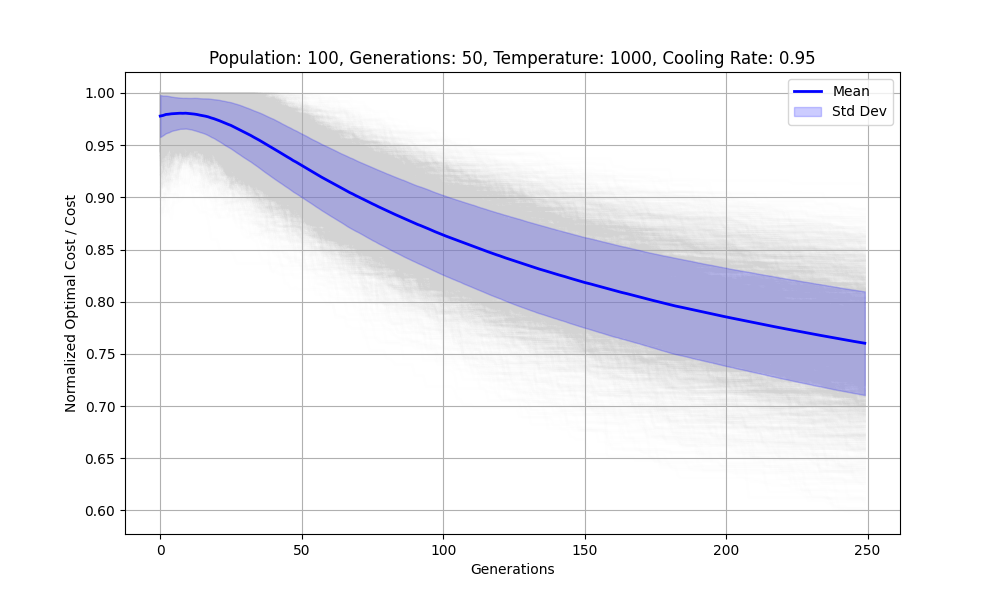 Population: 100, Generations: 50, Temperature: 1000, Cooling Rate: 0.95
Mean
Std Dev
Normalized Optimal Cost / Cost
1.00
0.95
0.90
0.85
0.80
0.75
0.70
0.65
0.60
0 50 100 150 200 250
Generations